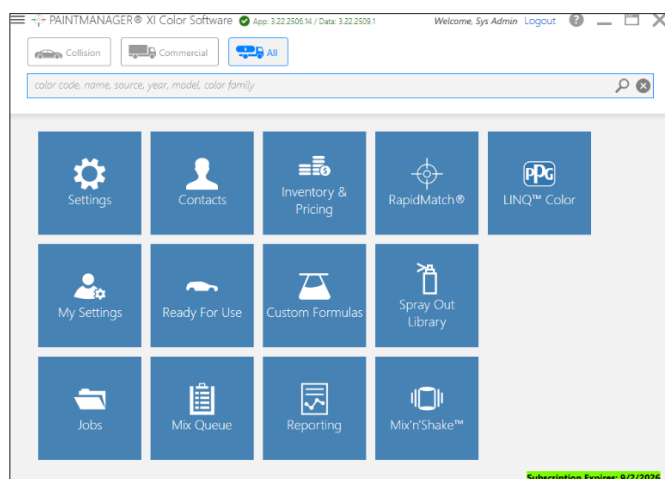 PAINTMANAGER® XI Color Software App: 3.22.2506.14 / Data: 3.22.2509.1 Welcome, Sys Admin Logout
Collision Commercial All
color code, name, source, year, model, color family
Settings
Contacts
Inventory &
Pricing
RapidMatch®
PPG
LINQ™ Color
My Settings
Ready For Use
Custom Formulas
Spray Out
Library
Jobs
Mix Queue
Reporting
Mix'n'Shake™
Subscription Expires: 9/2/2026